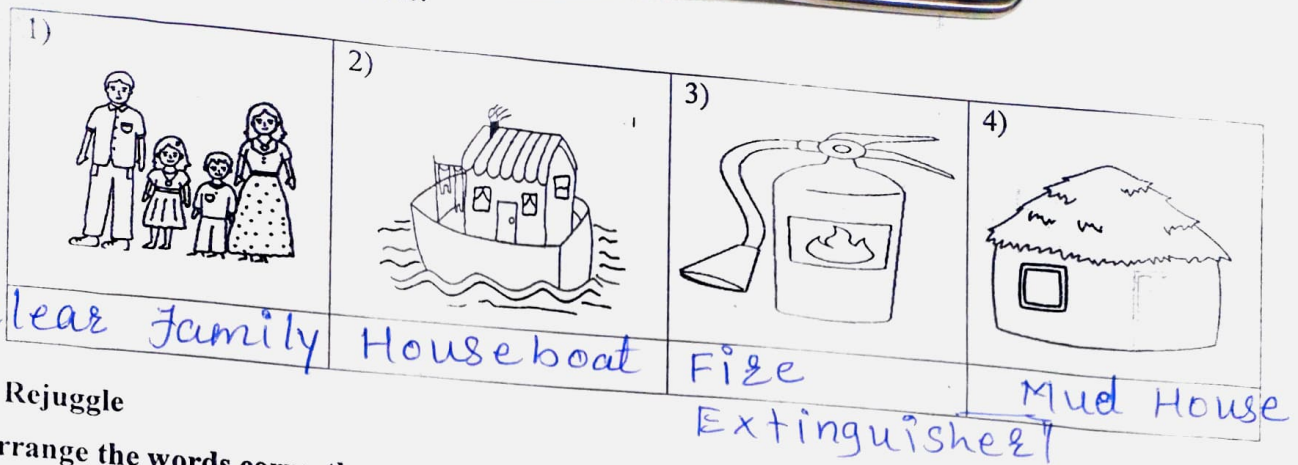 1)
2)
3)
4)
lear Family
Houseboat
Fire
Extinguisher
Mud House
Rejuggle
rrange the words